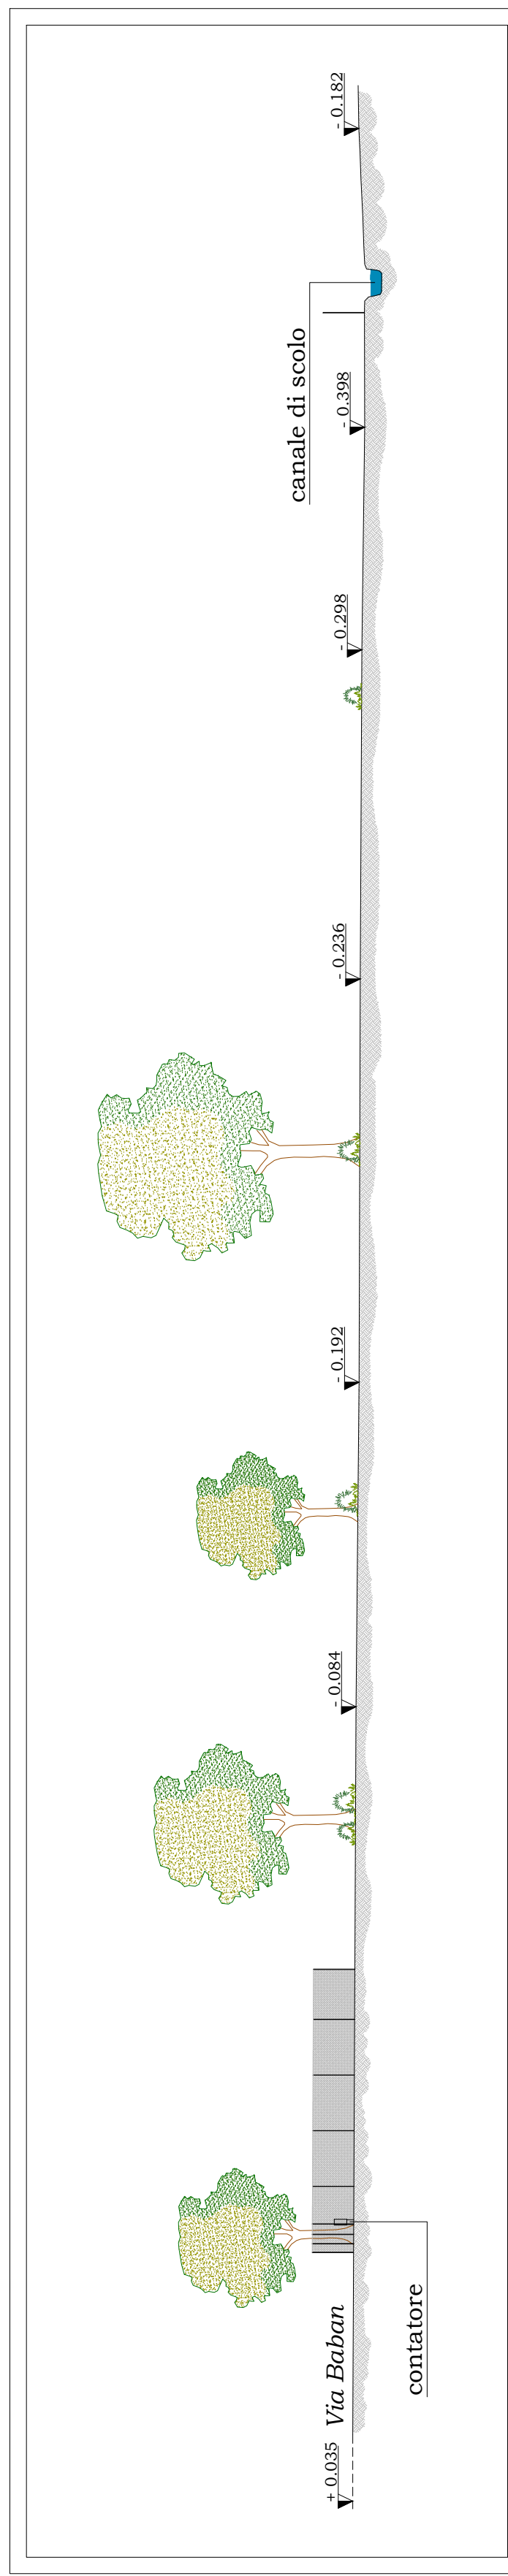 + 0.035
Via Baban
contatore
- 0.084
- 0.192
- 0.236
- 0.298
- 0.398
canale di scolo
- 0.182